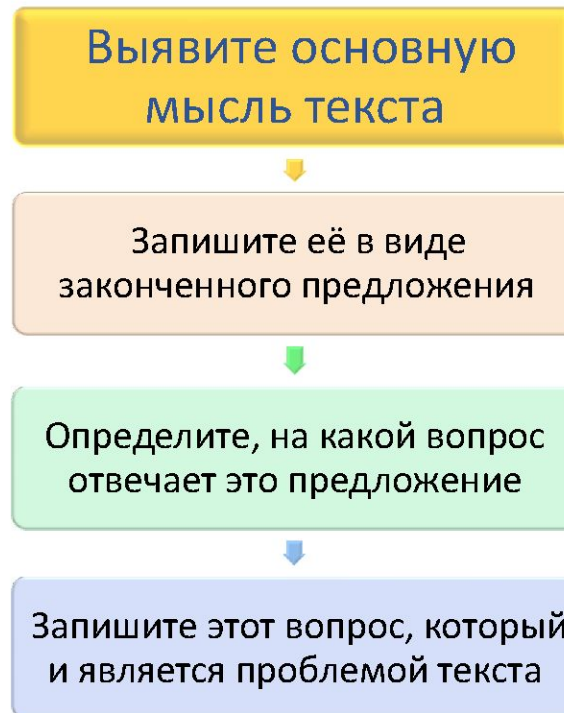 Выявите основную
мысль текста
Запишите её в виде
законченного предложения
Определите, на какой вопрос
отвечает это предложение
Запишите этот вопрос, который
и является проблемой текста